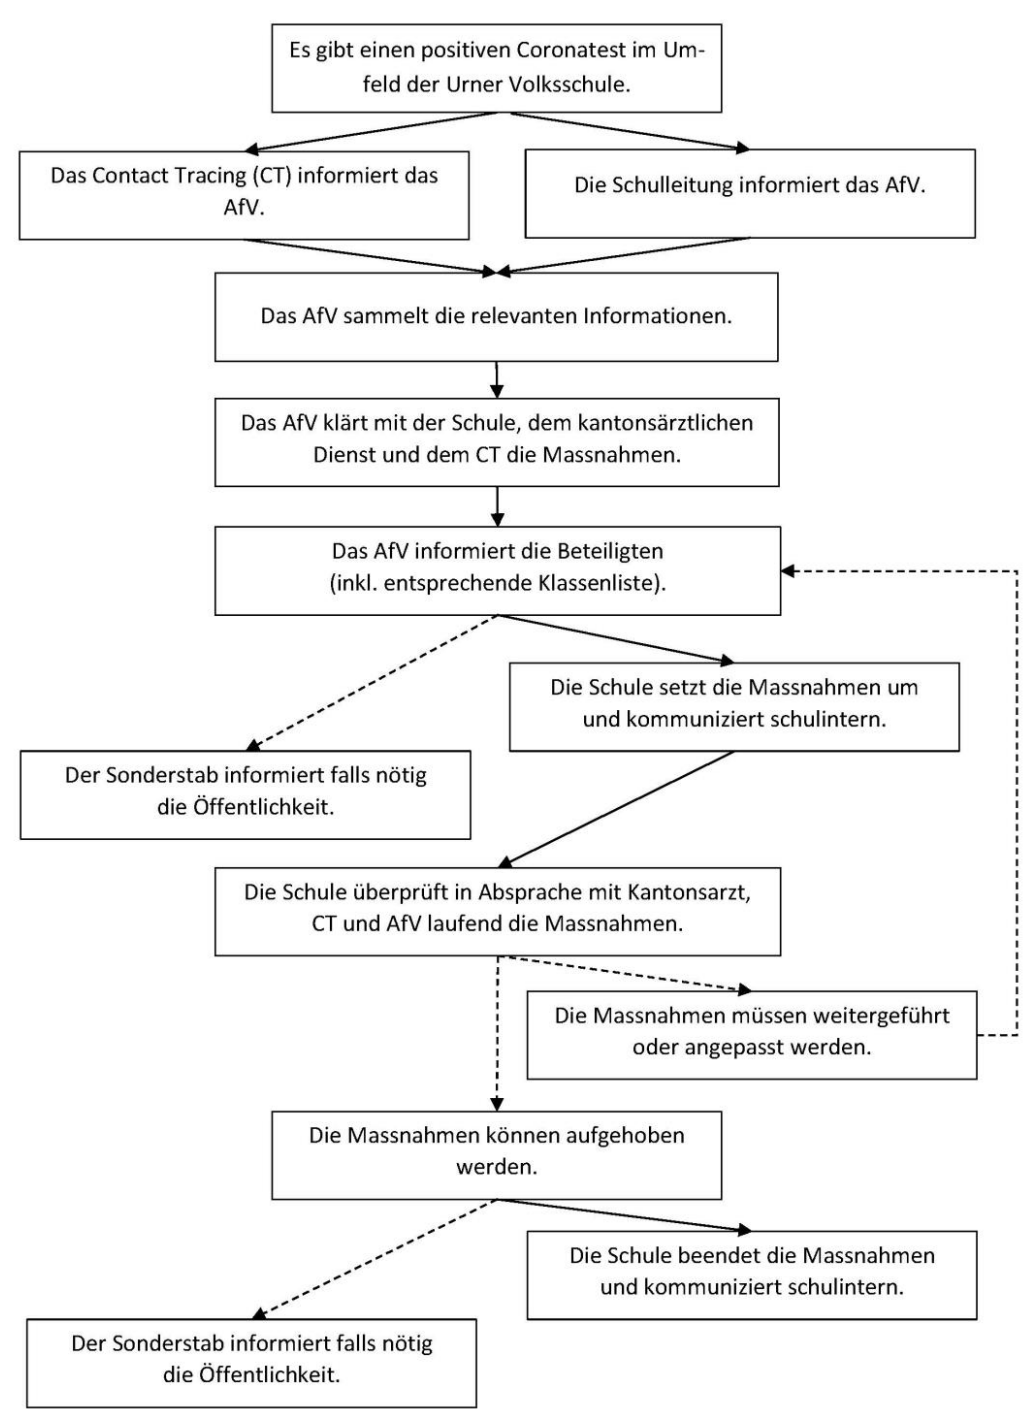 Es gibt einen positiven Coronatest im Um-
feld der Urner Volksschule.
Das Contact Tracing (CT) informiert das
AfV.
Die Schulleitung informiert das AfV.
Das AfV sammelt die relevanten Informationen.
Das AfV klärt mit der Schule, dem kantonsärztlichen
Dienst und dem CT die Massnahmen.
Das AfV informiert die Beteiligten
(inkl. entsprechende Klassenliste).
Die Schule setzt die Massnahmen um
und kommuniziert schulintern.
Der Sonderstab informiert falls nötig
die Öffentlichkeit.
Die Schule überprüft in Absprache mit Kantonsarzt,
CT und AfV laufend die Massnahmen.
Die Massnahmen müssen weitergeführt
oder angepasst werden.
Die Massnahmen können aufgehoben
werden.
Die Schule beendet die Massnahmen
und kommuniziert schulintern.
Der Sonderstab informiert falls nötig
die Öffentlichkeit.